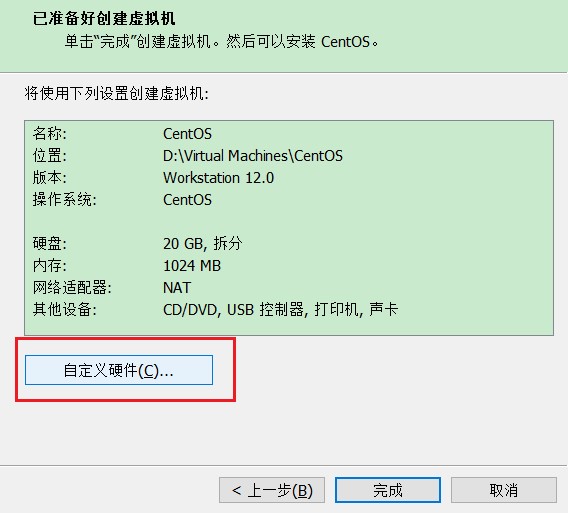 已准备好创建虚拟机
单击“完成”创建虚拟机。然后可以安装 CentOS。
将使用下列设置创建虚拟机:
名称: CentOS
位置: D:\Virtual Machines\CentOS
版本: Workstation 12.0
操作系统: CentOS
硬盘: 20 GB, 拆分
内存: 1024 MB
网络适配器: NAT
其他设备: CD/DVD, USB 控制器, 打印机, 声卡
自定义硬件(C)...
< 上一步(B) 完成 取消